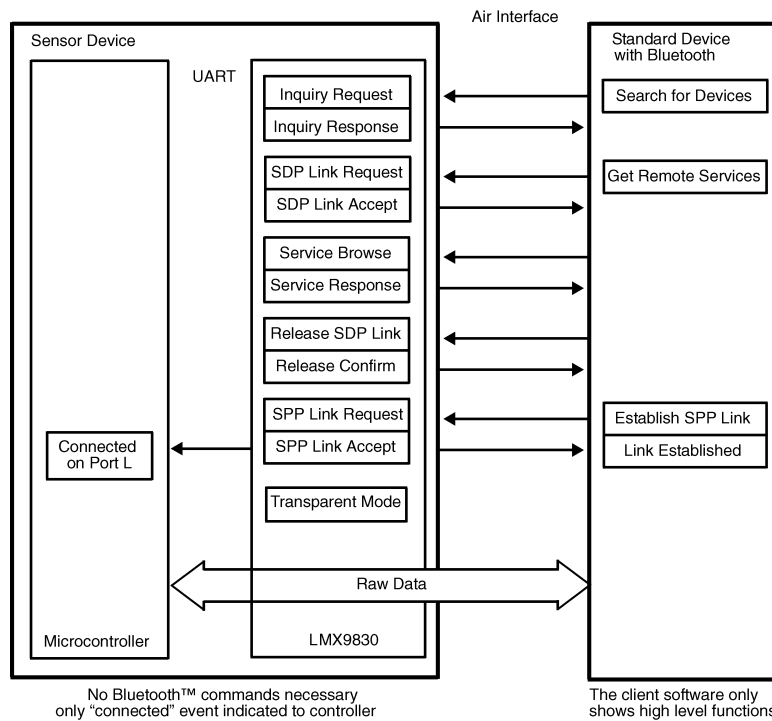 Air Interface
Sensor Device
Standard Device
with Bluetooth
UART
Inquiry Request
Search for Devices
Inquiry Response
SDP Link Request
Get Remote Services
SDP Link Accept
Service Browse
Service Response
Release SDP Link
Release Confirm
SPP Link Request
Establish SPP Link
Connected
on Port L
SPP Link Accept
Link Established
Transparent Mode
Raw Data
Microcontroller
LMX9830
No Bluetooth™ commands necessary
only “connected” event indicated to controller
The client software only
shows high level functions